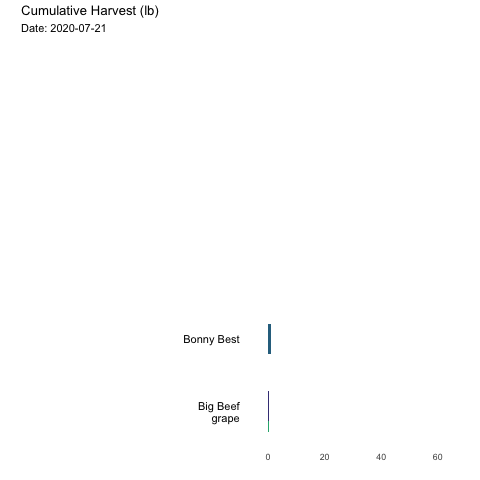 Cumulative Harvest (lb)
Date: 2020-07-21
Bonny Best
Big Beef
grape
0 20 40 60